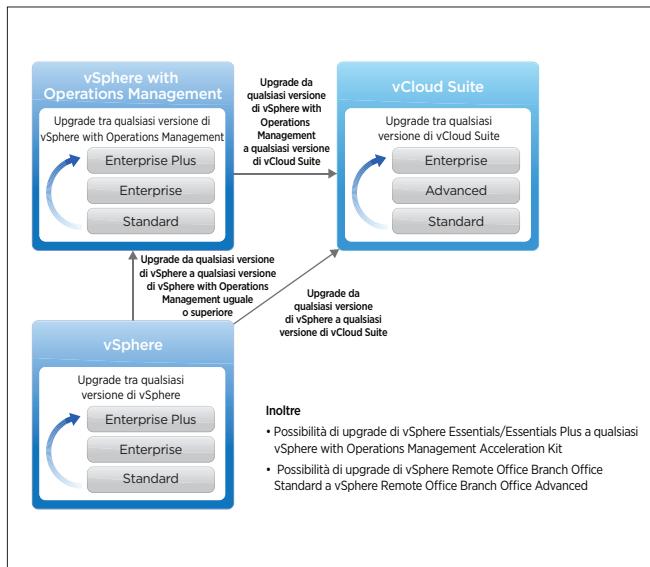 vSphere with
Operations Management
Upgrade tra qualsiasi versione di
vSphere with Operations Management
Enterprise Plus
Enterprise
Standard
Upgrade da
qualsiasi versione
di vSphere with
Operations
Management
a qualsiasi versione
di vCloud Suite
vCloud Suite
Upgrade tra qualsiasi
versione di vCloud Suite
Enterprise
Advanced
Standard
Upgrade da qualsiasi versione
di vSphere a qualsiasi versione
di vSphere with Operations
Management uguale
o superiore
Upgrade da
qualsiasi versione
di vSphere a qualsiasi
versione di vCloud Suite
vSphere
Upgrade tra qualsiasi
versione di vSphere
Enterprise Plus
Enterprise
Standard
Inoltre
• Possibilità di upgrade di vSphere Essentials/Essentials Plus a qualsiasi
vSphere with Operations Management Acceleration Kit
• Possibilità di upgrade di vSphere Remote Office Branch Office
Standard a vSphere Remote Office Branch Office Advanced